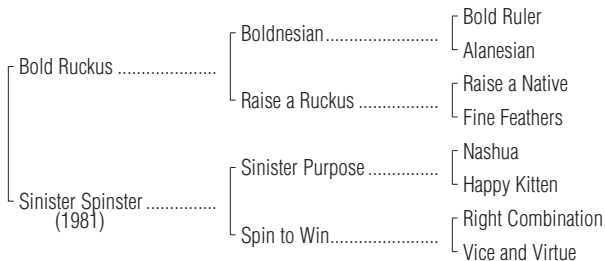 Bold Ruckus .....................
Boldnesian.......................
Bold Ruler
Alanesian
Raise a Ruckus ................
Raise a Native
Fine Feathers
Sinister Spinster ...............
(1981)
Sinister Purpose ..............
Nashua
Happy Kitten
Spin to Win......................
Right Combination
Vice and Virtue